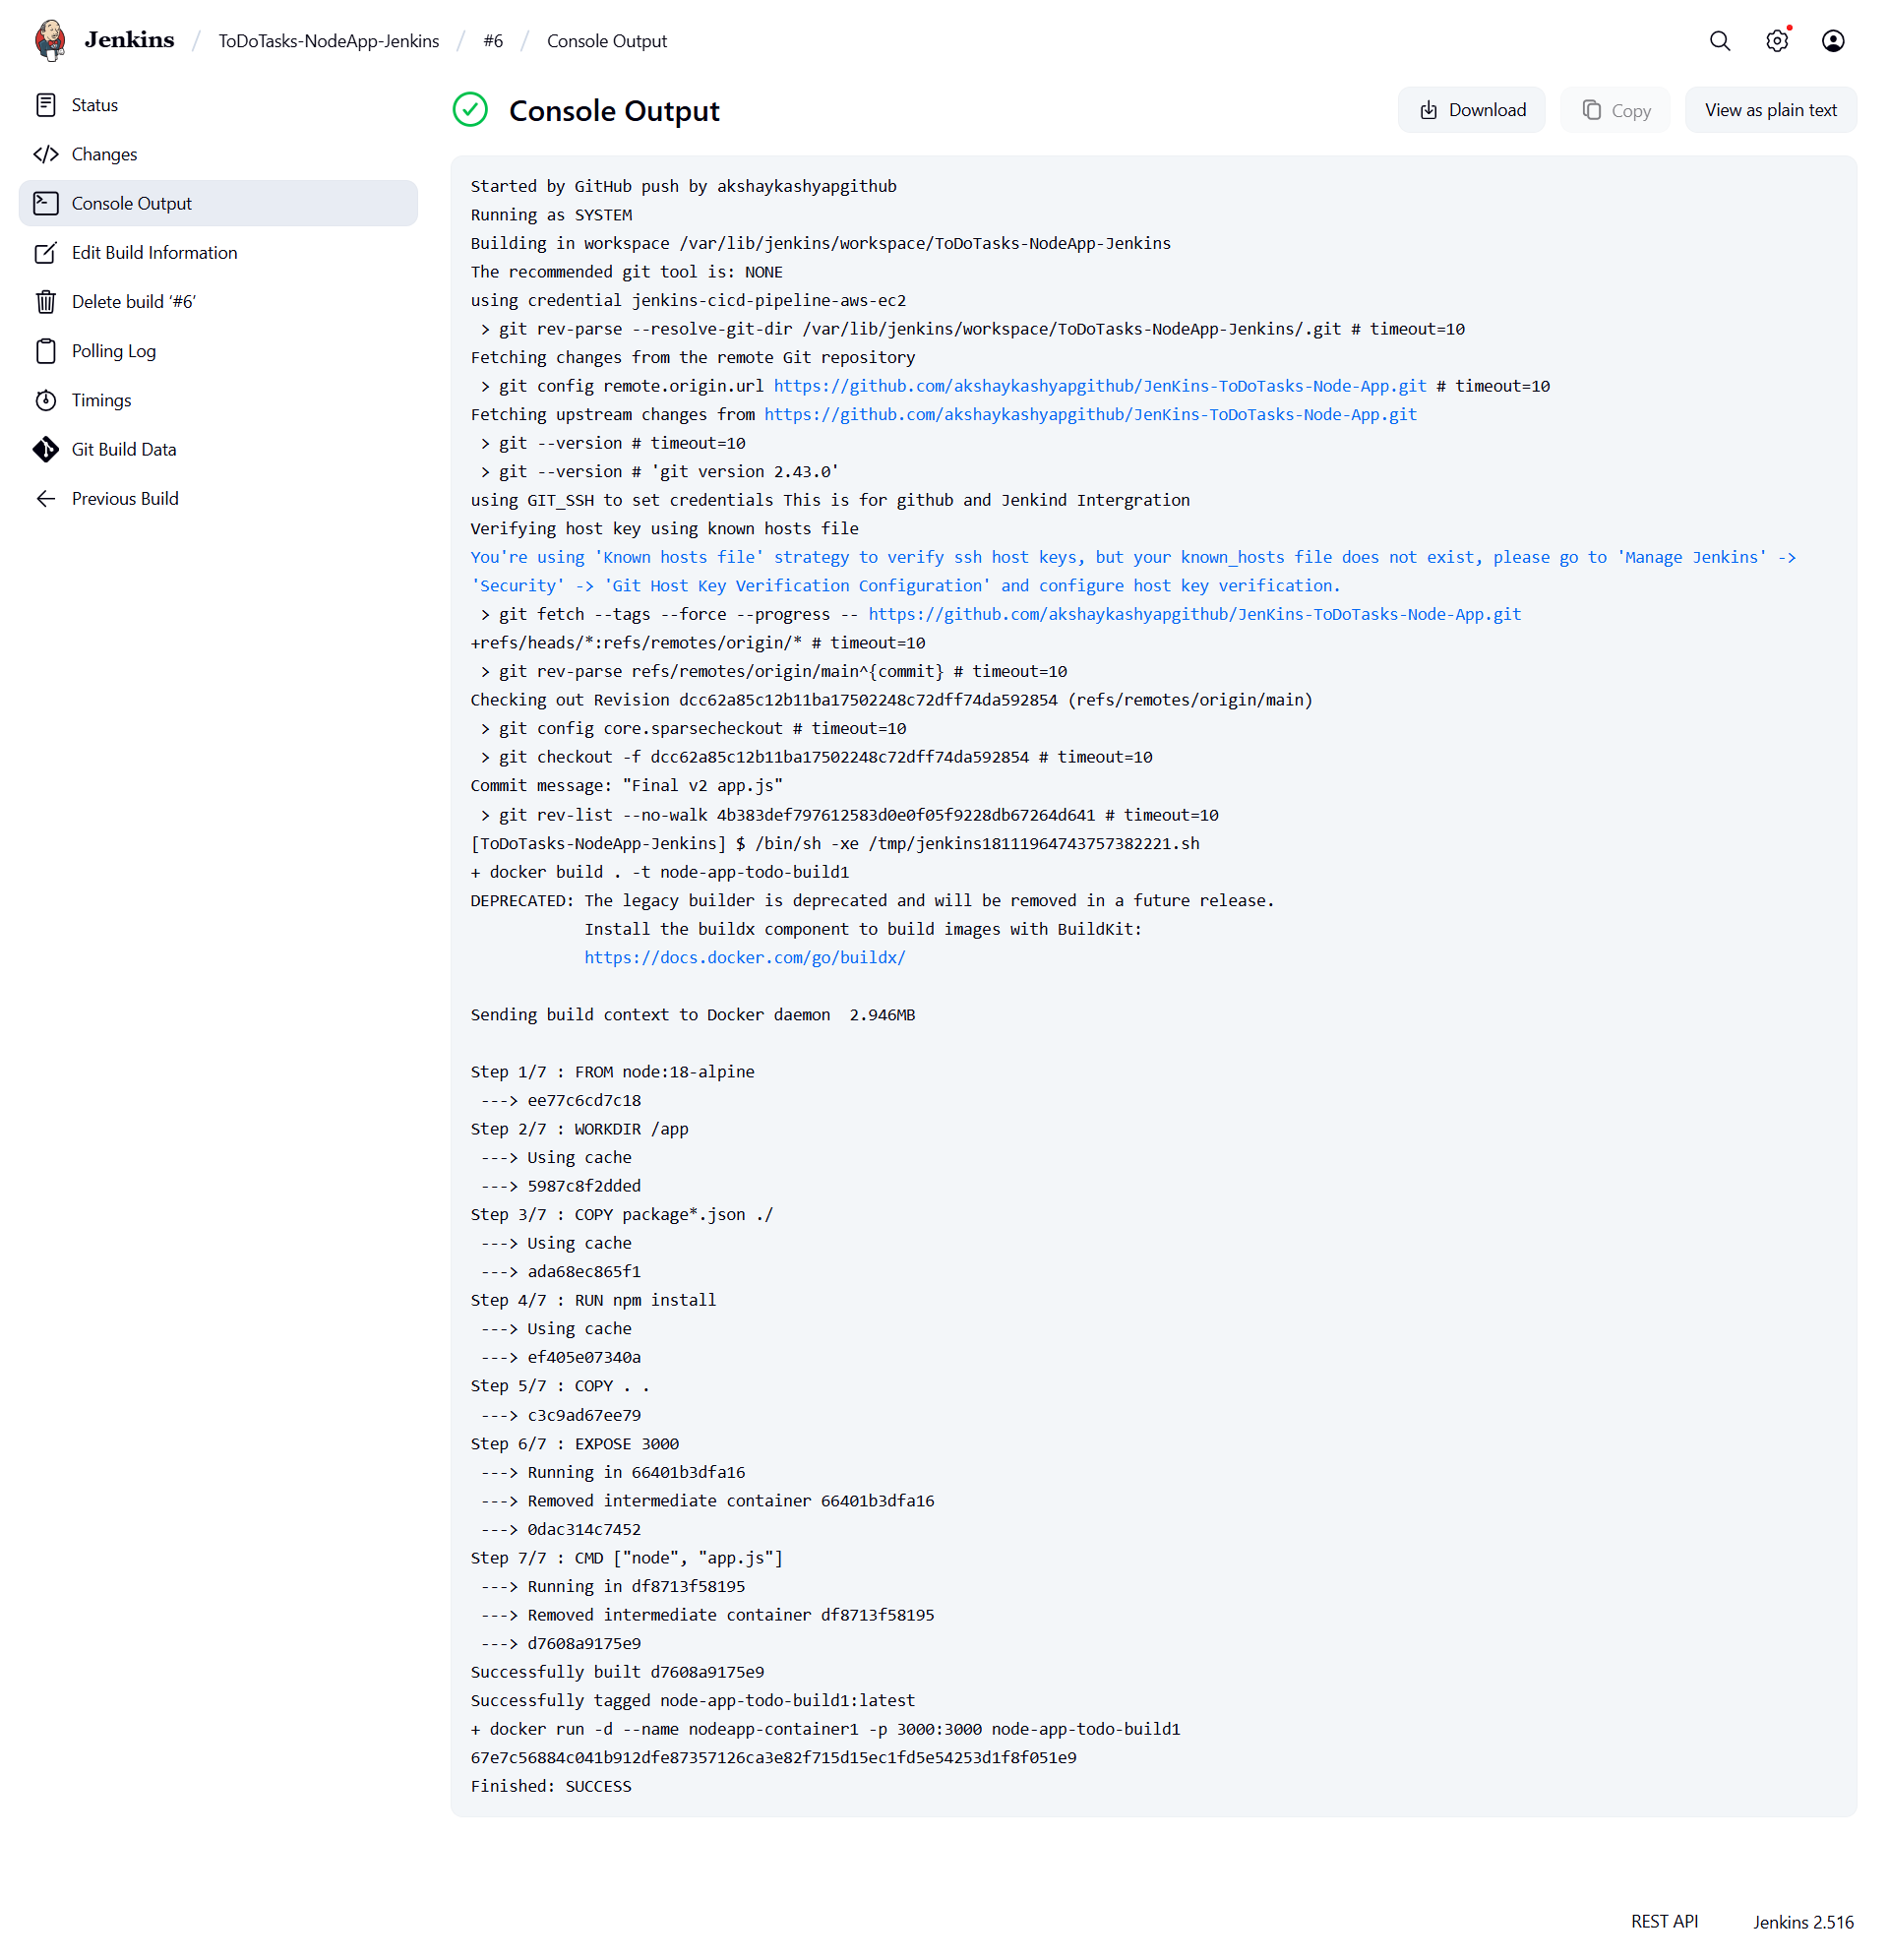 Jenkins / ToDoTasks-NodeApp-Jenkins / #6 / Console Output
Status
Changes
Console Output
Edit Build Information
Delete build ‘#6’
Polling Log
Timings
Git Build Data
Previous Build
Console Output
Download
Copy
View as plain text
Started by GitHub push by akshaykashyapgithub
Running as SYSTEM
Building in workspace /var/lib/jenkins/workspace/ToDoTasks-NodeApp-Jenkins
The recommended git tool is: NONE
using credential jenkins-cicd-pipeline-aws-ec2
 > git rev-parse --resolve-git-dir /var/lib/jenkins/workspace/ToDoTasks-NodeApp-Jenkins/.git # timeout=10
Fetching changes from the remote Git repository
 > git config remote.origin.url https://github.com/akshaykashyapgithub/JenKins-ToDoTasks-Node-App.git # timeout=10
Fetching upstream changes from https://github.com/akshaykashyapgithub/JenKins-ToDoTasks-Node-App.git
 > git --version # timeout=10
 > git --version # 'git version 2.43.0'
using GIT_SSH to set credentials This is for github and Jenkind Intergration
Verifying host key using known hosts file
You're using 'Known hosts file' strategy to verify ssh host keys, but your known_hosts file does not exist, please go to 'Manage Jenkins' ->
'Security' -> 'Git Host Key Verification Configuration' and configure host key verification.
 > git fetch --tags --force --progress -- https://github.com/akshaykashyapgithub/JenKins-ToDoTasks-Node-App.git
+refs/heads/*:refs/remotes/origin/* # timeout=10
 > git rev-parse refs/remotes/origin/main^{commit} # timeout=10
Checking out Revision dcc62a85c12b11ba17502248c72dff74da592854 (refs/remotes/origin/main)
 > git config core.sparsecheckout # timeout=10
 > git checkout -f dcc62a85c12b11ba17502248c72dff74da592854 # timeout=10
Commit message: "Final v2 app.js"
 > git rev-list --no-walk 4b383def797612583d0e0f05f9228db67264d641 # timeout=10
[ToDoTasks-NodeApp-Jenkins] $ /bin/sh -xe /tmp/jenkins18111964743757382221.sh
+ docker build . -t node-app-todo-build1
DEPRECATED: The legacy builder is deprecated and will be removed in a future release.
            Install the buildx component to build images with BuildKit:
            https://docs.docker.com/go/buildx/
Sending build context to Docker daemon  2.946MB
Step 1/7 : FROM node:18-alpine
 ---> ee77c6cd7c18
Step 2/7 : WORKDIR /app
 ---> Using cache
 ---> 5987c8f2dded
Step 3/7 : COPY package*.json ./
 ---> Using cache
 ---> ada68ec865f1
Step 4/7 : RUN npm install
 ---> Using cache
 ---> ef405e07340a
Step 5/7 : COPY . .
 ---> c3c9ad67ee79
Step 6/7 : EXPOSE 3000
 ---> Running in 66401b3dfa16
 ---> Removed intermediate container 66401b3dfa16
 ---> 0dac314c7452
Step 7/7 : CMD ["node", "app.js"]
 ---> Running in df8713f58195
 ---> Removed intermediate container df8713f58195
 ---> d7608a9175e9
Successfully built d7608a9175e9
Successfully tagged node-app-todo-build1:latest
+ docker run -d --name nodeapp-container1 -p 3000:3000 node-app-todo-build1
67e7c56884c041b912dfe87357126ca3e82f715d15ec1fd5e54253d1f8f051e9
Finished: SUCCESS
REST API
Jenkins 2.516